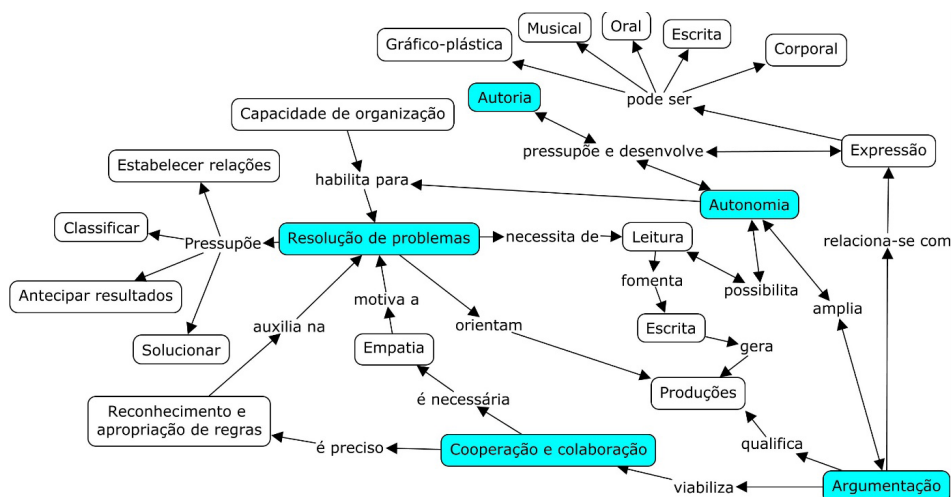 Musical
Oral
Escrita
Gráfico-plástica
Corporal
Autoria
pode ser
Capacidade de organização
Estabelecer relações
pressupõe e desenvolve
Expressão
habilita para
Autonomia
Classificar
Pressupõe
Resolução de problemas
necessita de
Leitura
relaciona-se com
fomenta
Antecipar resultados
motiva a
possibilita
auxilia na
orientam
Escrita
amplia
Solucionar
Empatia
gera
Produções
Reconhecimento e
apropriação de regras
é necessária
é preciso
Cooperação e colaboração
qualifica
viabiliza
Argumentação